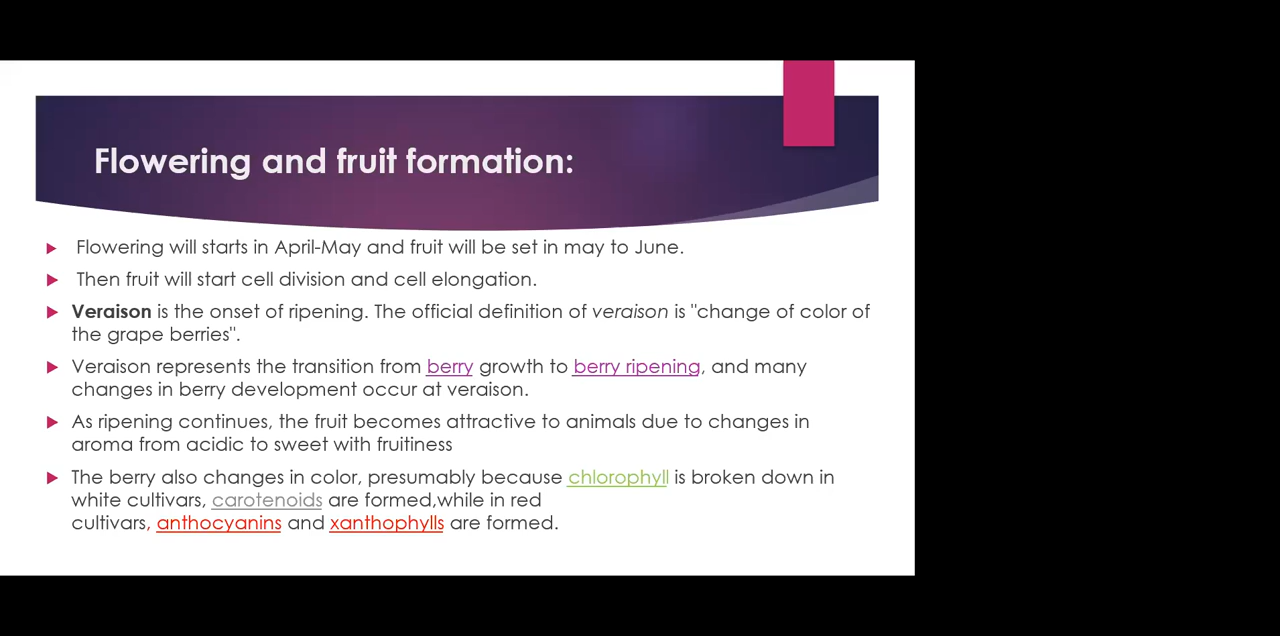 Flowering and fruit formation:
Flowering will starts in April-May and fruit will be set in may to June.
Then fruit will start cell division and cell elongation.
Veraison is the onset of ripening. The official definition of veraison is "change of color of
the grape berries".
Veraison represents the transition from berry growth to berry ripening, and many
changes in berry development occur at veraison.
As ripening continues, the fruit becomes attractive to animals due to changes in
aroma from acidic to sweet with fruitiness
The berry also changes in color, presumably because chlorophyll is broken down in
white cultivars, carotenoids are formed,while in red
cultivars, anthocyanins and xanthophylls are formed.